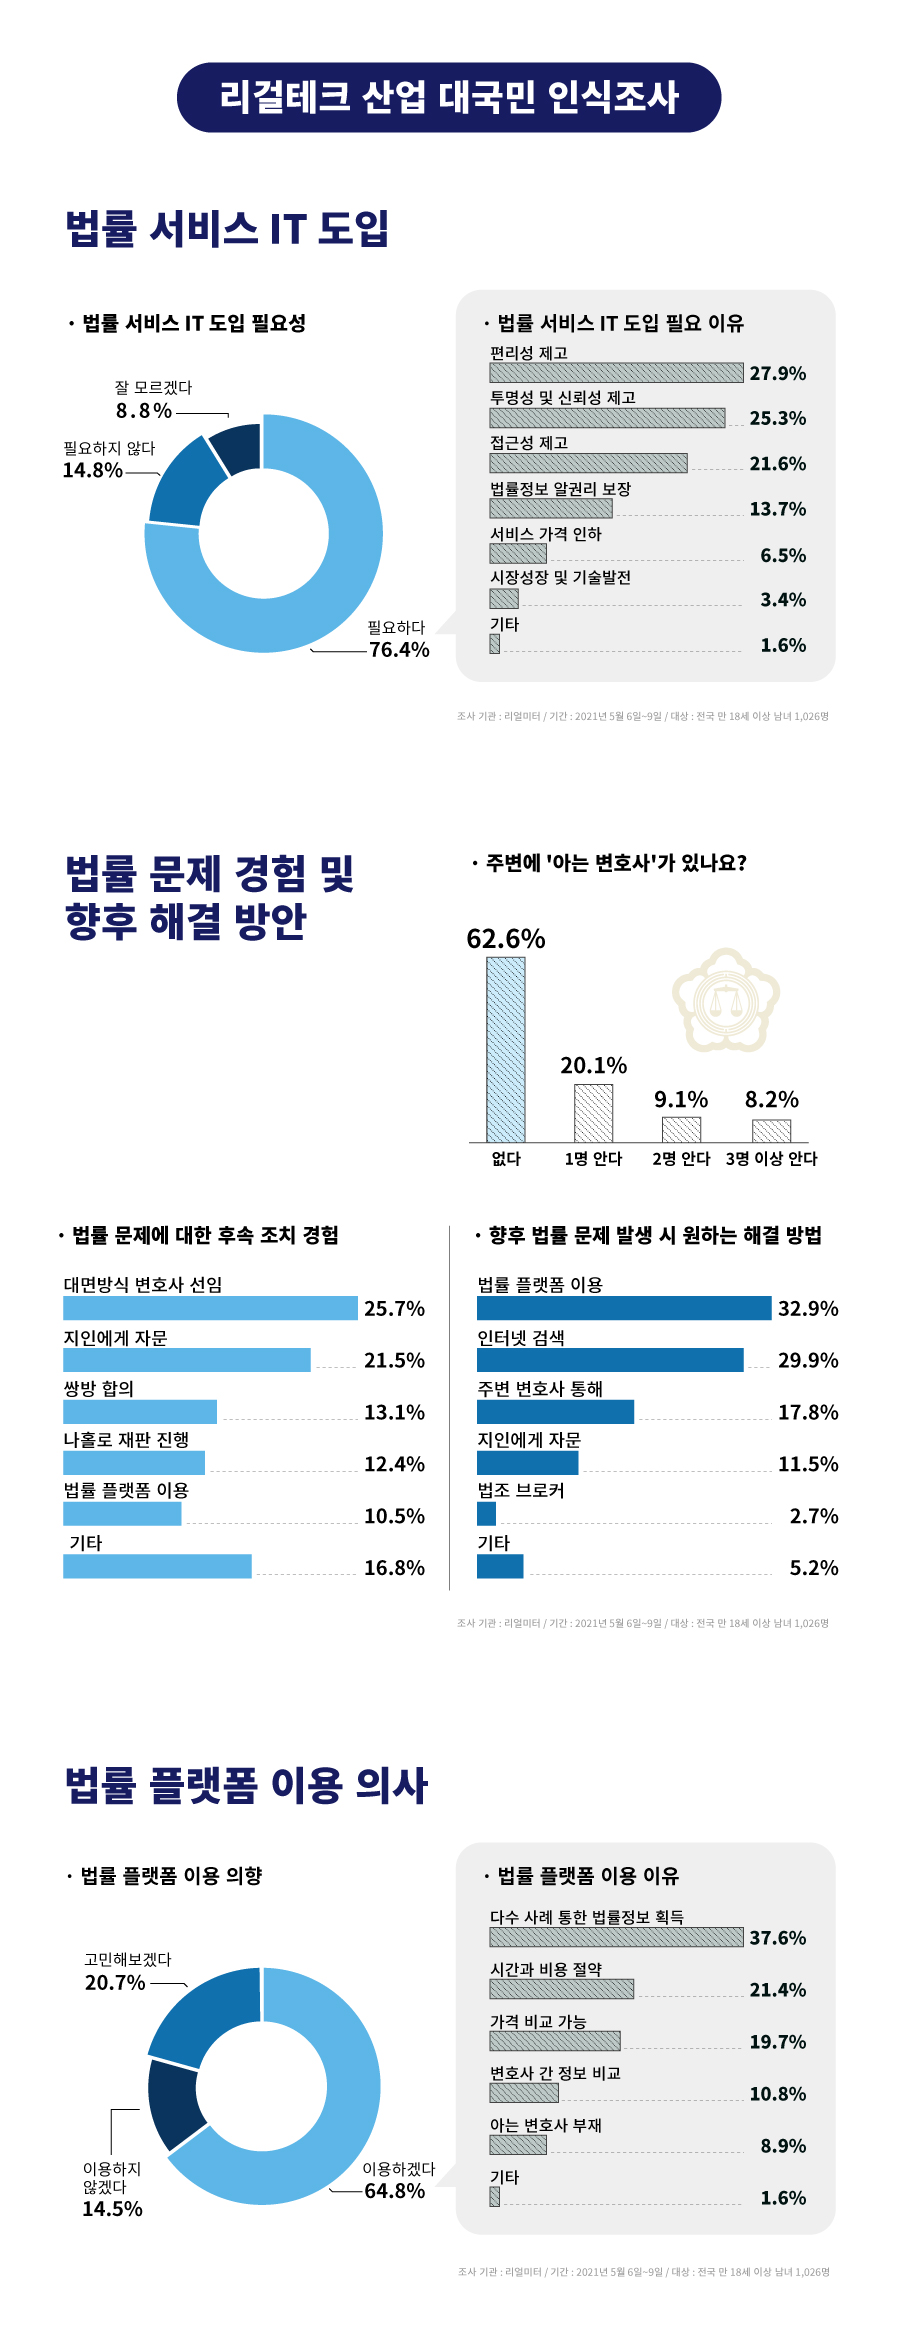 리걸테크 산업 대국민 인식조사
법률 서비스 IT 도입
· 법률 서비스 IT 도입 필요성
잘 모르겠다
8.8%
필요하지 않다
14.8%
필요하다
76.4%
· 법률 서비스 IT 도입 필요 이유
편리성 제고
27.9%
투명성 및 신뢰성 제고
25.3%
접근성 제고
21.6%
법률정보 알권리 보장
13.7%
서비스 가격 인하
6.5%
시장성장 및 기술발전
3.4%
기타
1.6%
조사 기관 : 리얼미터 / 기간 : 2021년 5월 6일~9일 / 대상 : 전국 만 18세 이상 남녀 1,026명
법률 문제 경험 및
향후 해결 방안
· 주변에 '아는 변호사'가 있나요?
62.6%
20.1%
9.1%
8.2%
없다
1명 안다
2명 안다
3명 이상 안다
· 법률 문제에 대한 후속 조치 경험
대면방식 변호사 선임
25.7%
지인에게 자문
21.5%
쌍방 합의
13.1%
나홀로 재판 진행
12.4%
법률 플랫폼 이용
10.5%
기타
16.8%
· 향후 법률 문제 발생 시 원하는 해결 방법
법률 플랫폼 이용
32.9%
인터넷 검색
29.9%
주변 변호사 통해
17.8%
지인에게 자문
11.5%
법조 브로커
2.7%
기타
5.2%
조사 기관 : 리얼미터 / 기간 : 2021년 5월 6일~9일 / 대상 : 전국 만 18세 이상 남녀 1,026명
법률 플랫폼 이용 의사
· 법률 플랫폼 이용 의향
고민해보겠다
20.7%
이용하지
않겠다
14.5%
이용하겠다
64.8%
· 법률 플랫폼 이용 이유
다수 사례 통한 법률정보 획득
37.6%
시간과 비용 절약
21.4%
가격 비교 가능
19.7%
변호사 간 정보 비교
10.8%
아는 변호사 부재
8.9%
기타
1.6%
조사 기관 : 리얼미터 / 기간 : 2021년 5월 6일~9일 / 대상 : 전국 만 18세 이상 남녀 1,026명